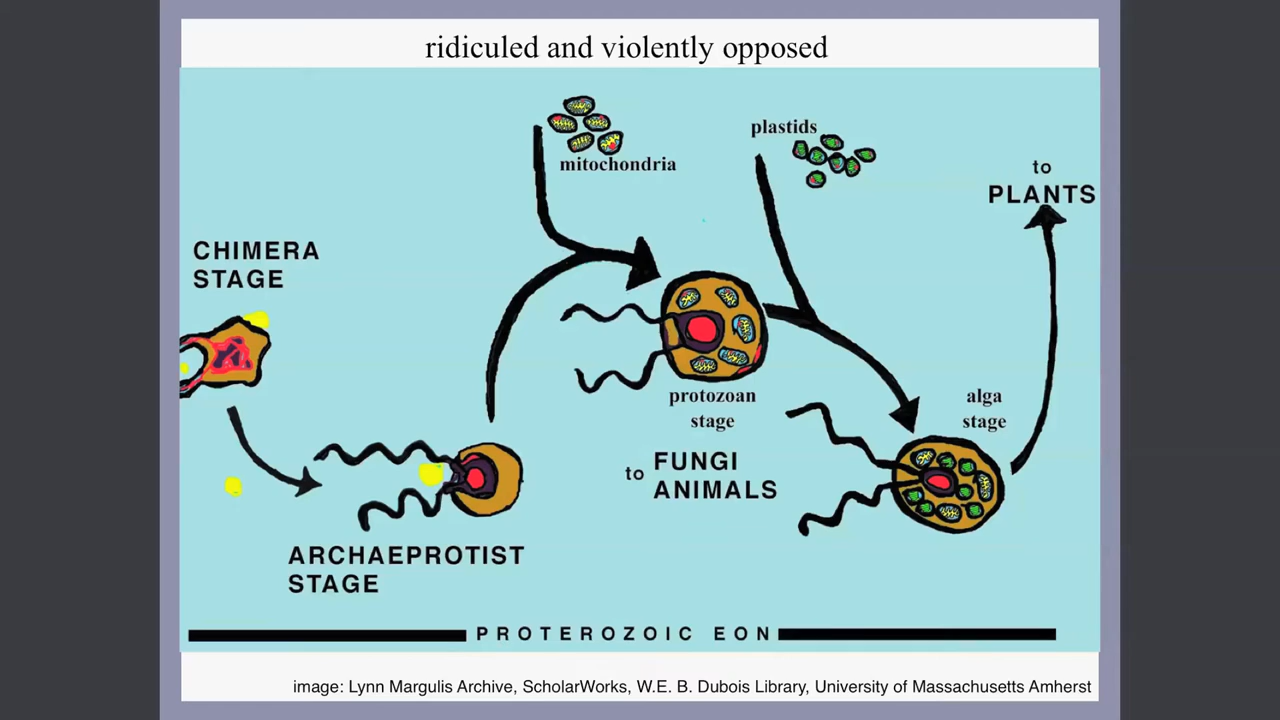 ridiculed and violently opposed
mitochondria
plastids
to
PLANTS
CHIMERA
STAGE
protozoan
stage
alga
stage
to FUNGI
ANIMALS
ARCHAEPROTIST
STAGE
PROTEROZOIC EON
image: Lynn Margulis Archive, ScholarWorks, W.E. B. Dubois Library, University of Massachusetts Amherst